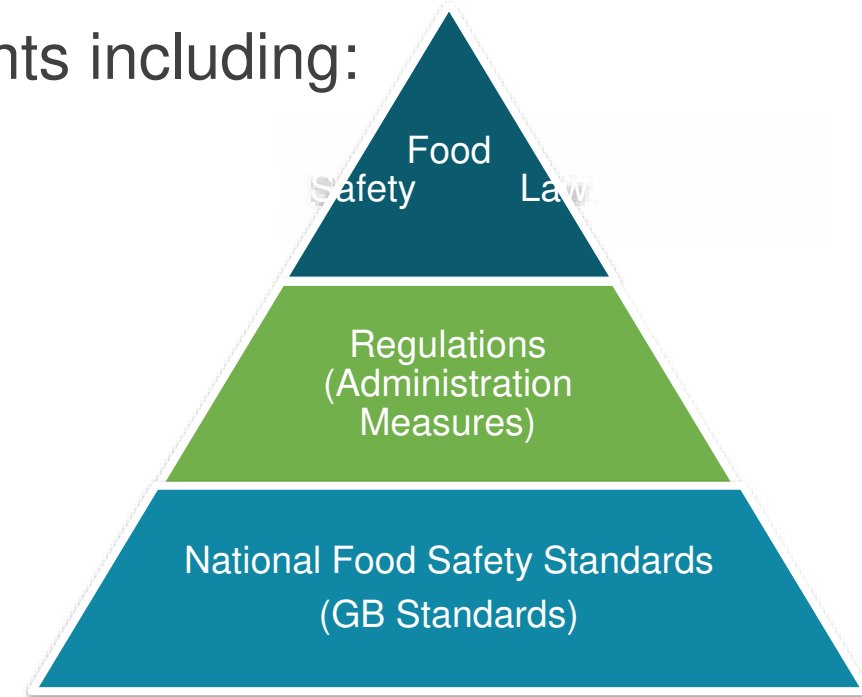 nts including:
Food
Safety Law
Regulations
(Administration
Measures)
National Food Safety Standards
(GB Standards)